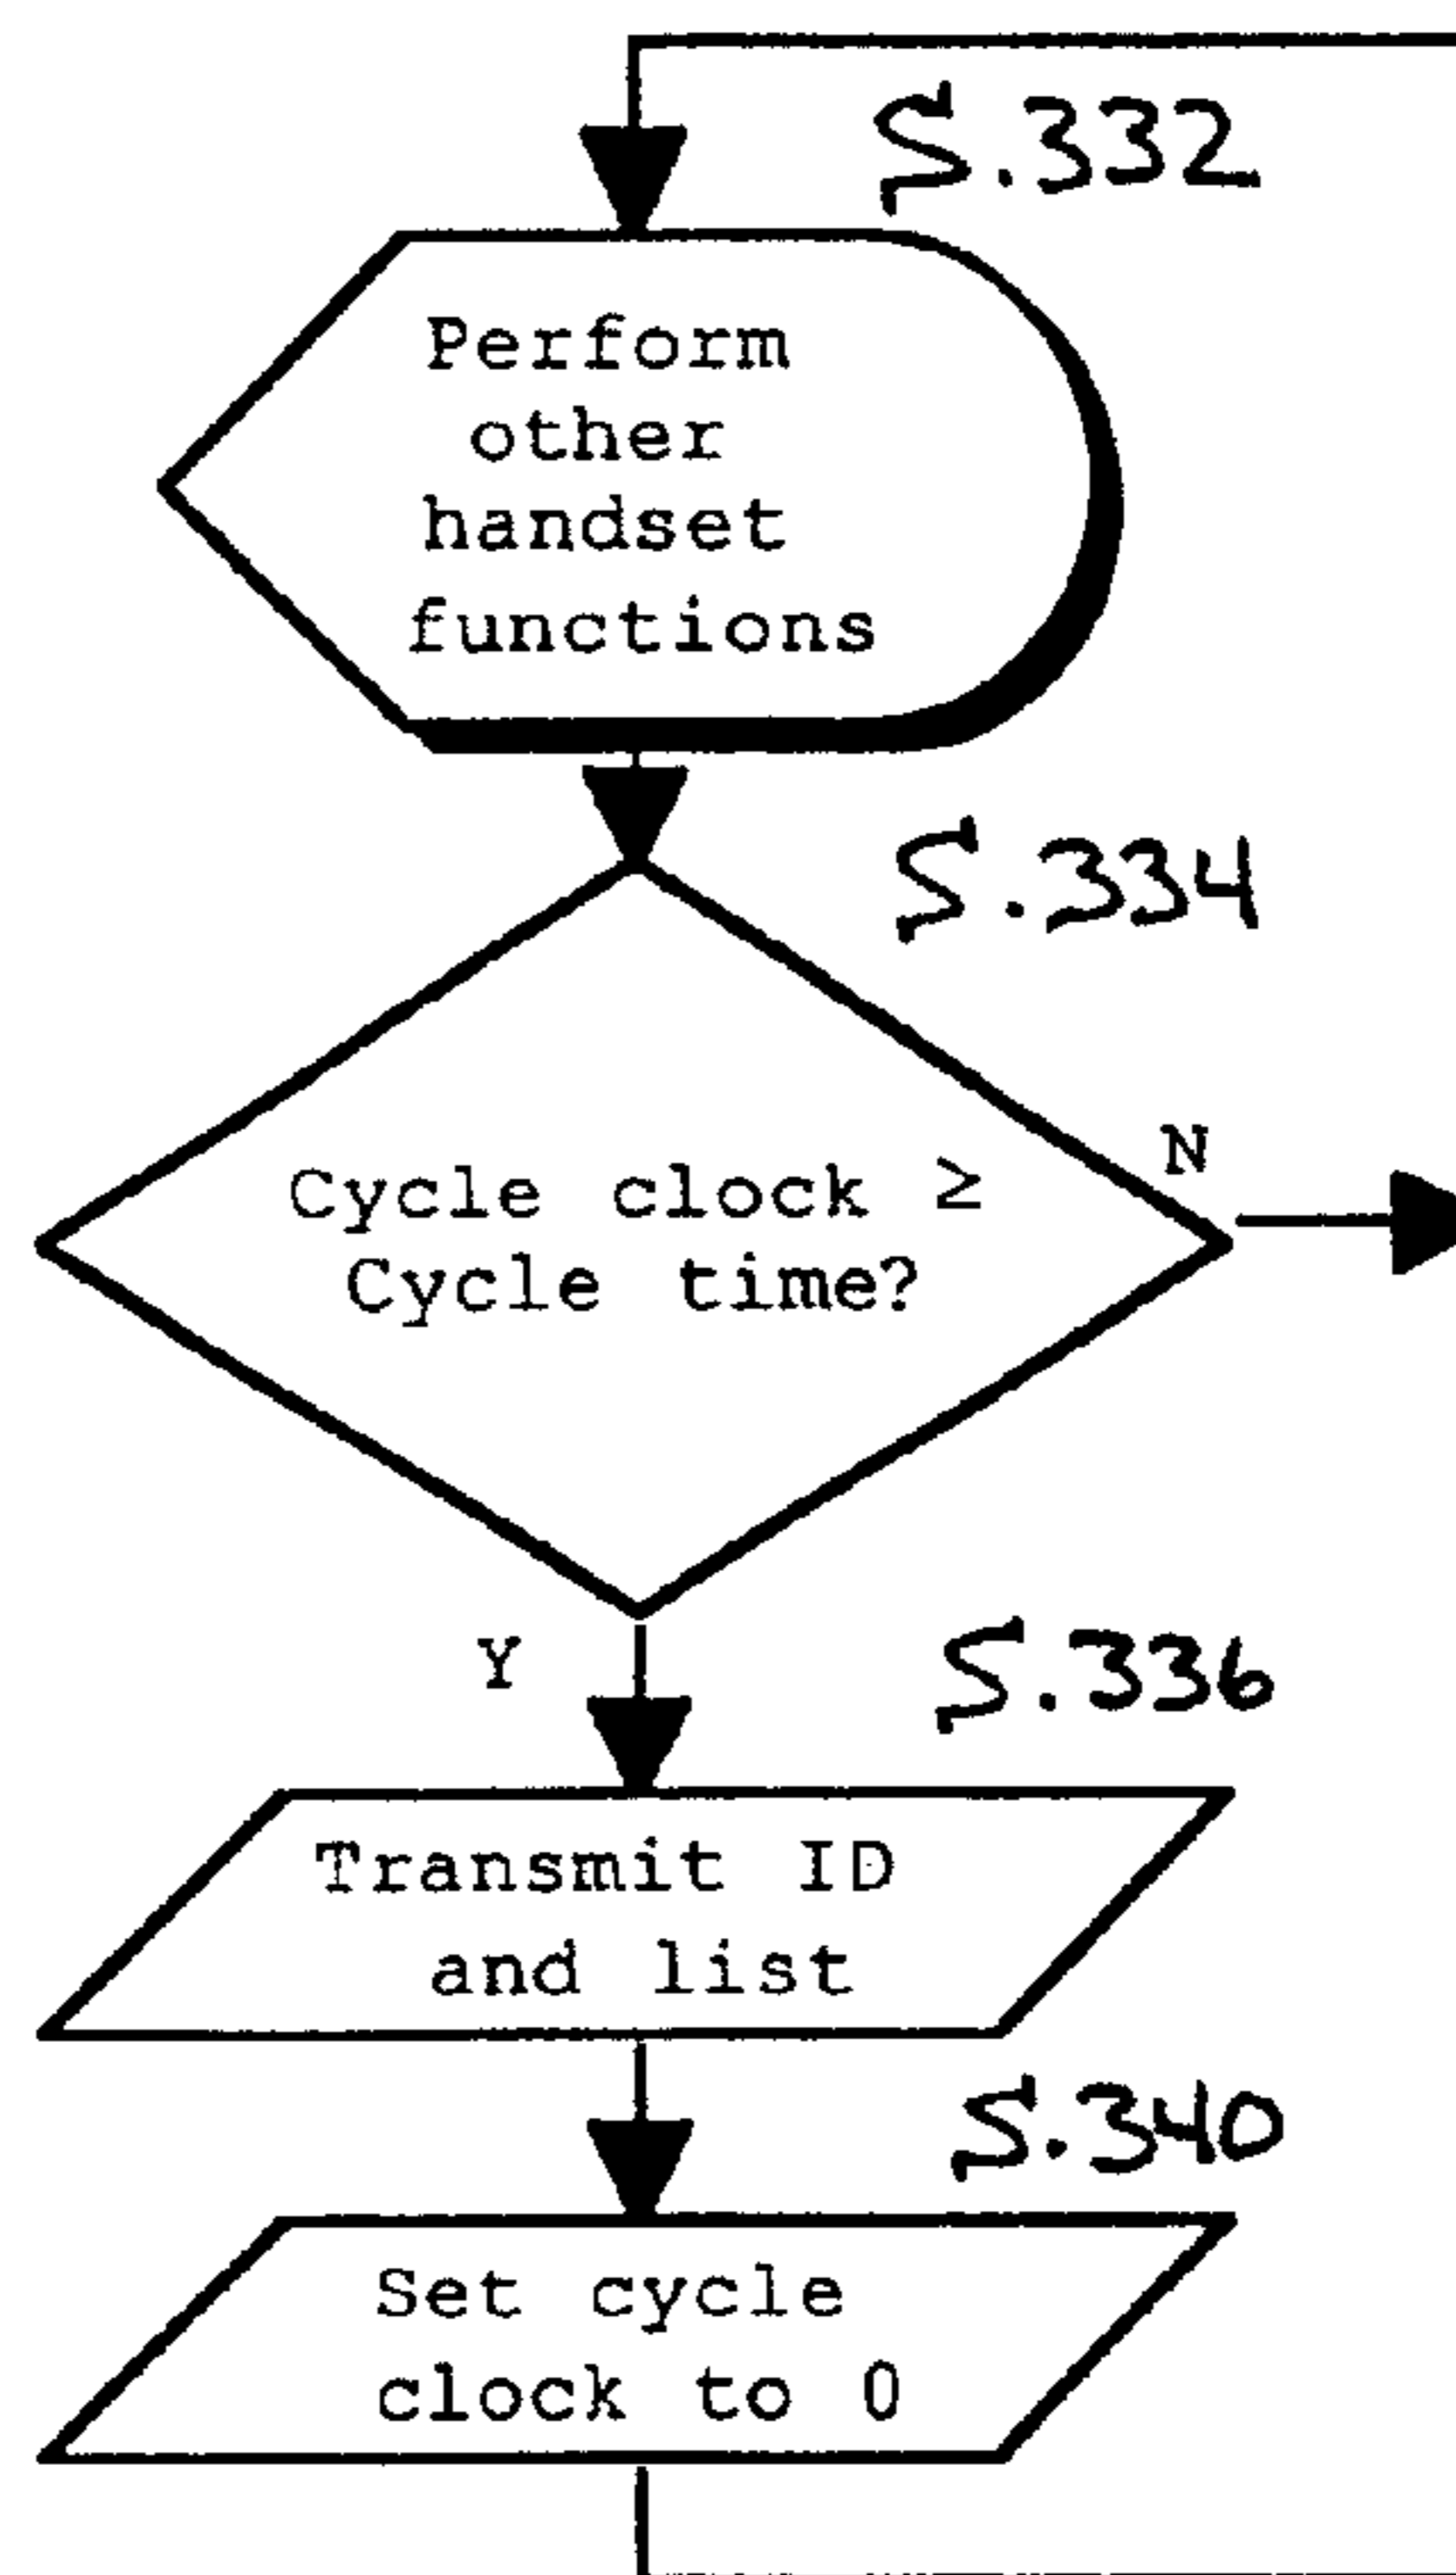 S.332
Perform
other
handset
functions
S.334
Cycle clock ≥
Cycle time?
N
Y
S.336
Transmit ID
and list
S.340
Set cycle
clock to 0